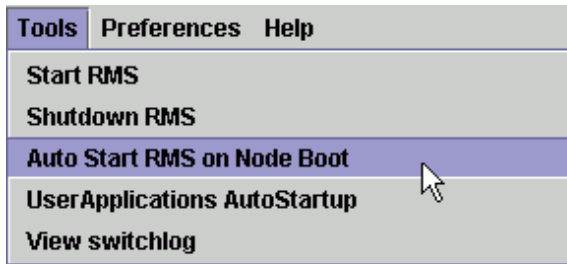 Tools Preferences Help
Start RMS
Shutdown RMS
Auto Start RMS on Node Boot
UserApplications AutoStartup
View switchlog